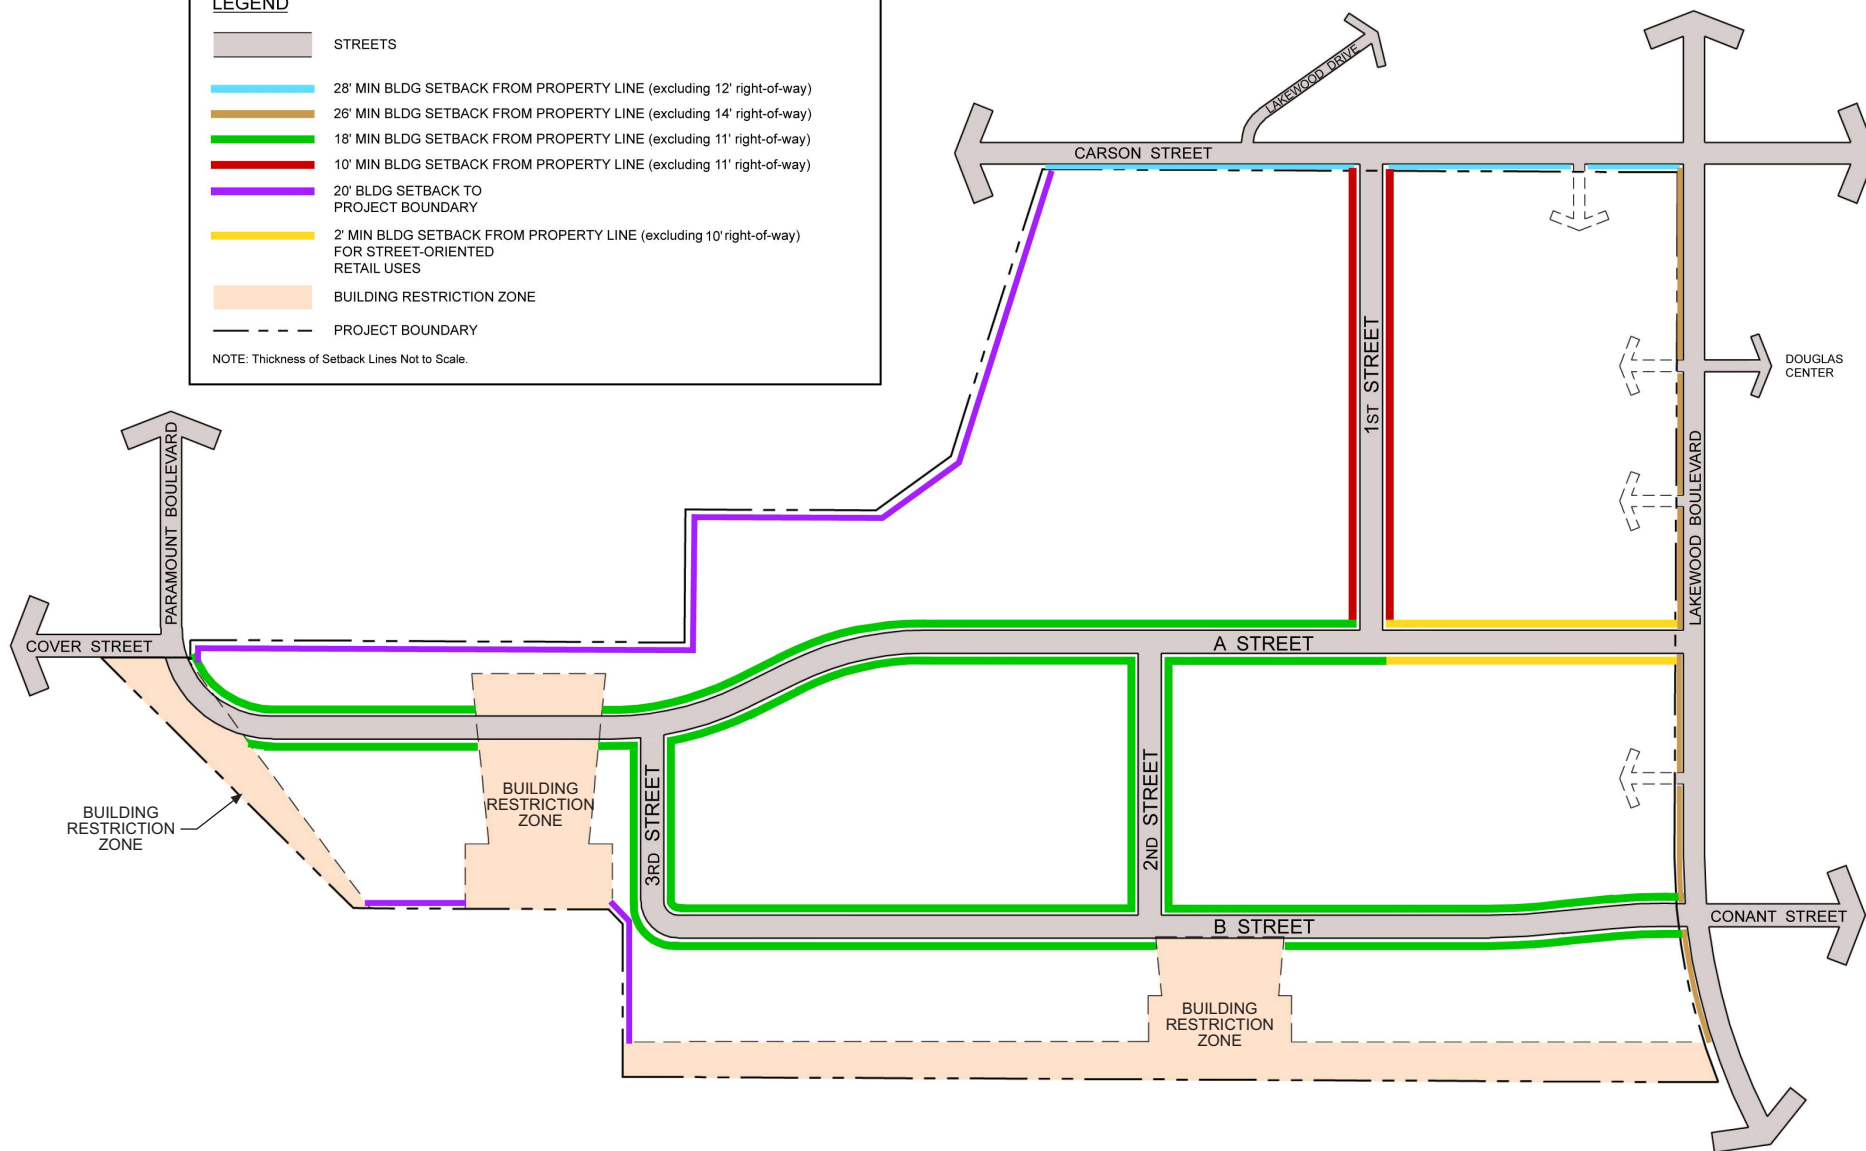 LEGEND
STREETS
28' MIN BLDG SETBACK FROM PROPERTY LINE (excluding 12' right-of-way)
26' MIN BLDG SETBACK FROM PROPERTY LINE (excluding 14' right-of-way)
18' MIN BLDG SETBACK FROM PROPERTY LINE (excluding 11' right-of-way)
10' MIN BLDG SETBACK FROM PROPERTY LINE (excluding 11' right-of-way)
20' BLDG SETBACK TO
PROJECT BOUNDARY
2' MIN BLDG SETBACK FROM PROPERTY LINE (excluding 10' right-of-way)
FOR STREET-ORIENTED
RETAIL USES
BUILDING RESTRICTION ZONE
PROJECT BOUNDARY
NOTE: Thickness of Setback Lines Not to Scale.
LAKEWOOD DRIVE
CARSON STREET
1ST STREET
DOUGLAS
CENTER
LAKEWOOD BOULEVARD
PARAMOUNT BOULEVARD
COVER STREET
A STREET
BUILDING
RESTRICTION
ZONE
BUILDING
RESTRICTION
ZONE
3RD STREET
2ND STREET
B STREET
CONANT STREET
BUILDING
RESTRICTION
ZONE